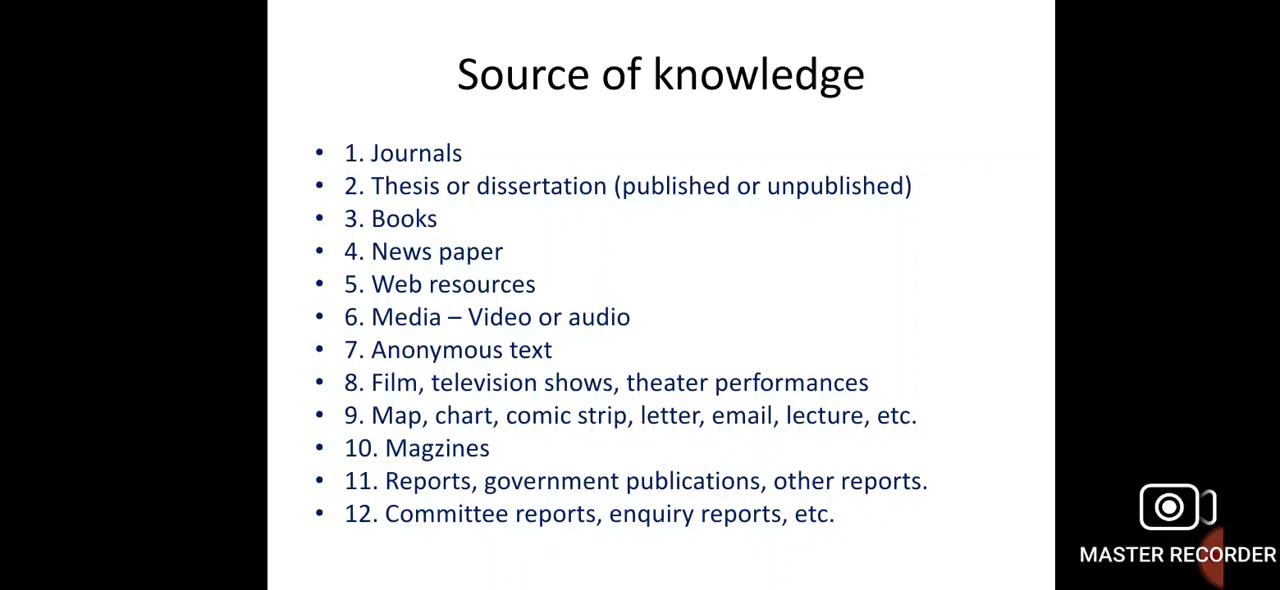 Source of knowledge
• 1. Journals
• 2. Thesis or dissertation (published or unpublished)
• 3. Books
• 4. News paper
• 5. Web resources
• 6. Media – Video or audio
• 7. Anonymous text
• 8. Film, television shows, theater performances
• 9. Map, chart, comic strip, letter, email, lecture, etc.
• 10. Magzines
• 11. Reports, government publications, other reports.
• 12. Committee reports, enquiry reports, etc.
MASTER RECORDER